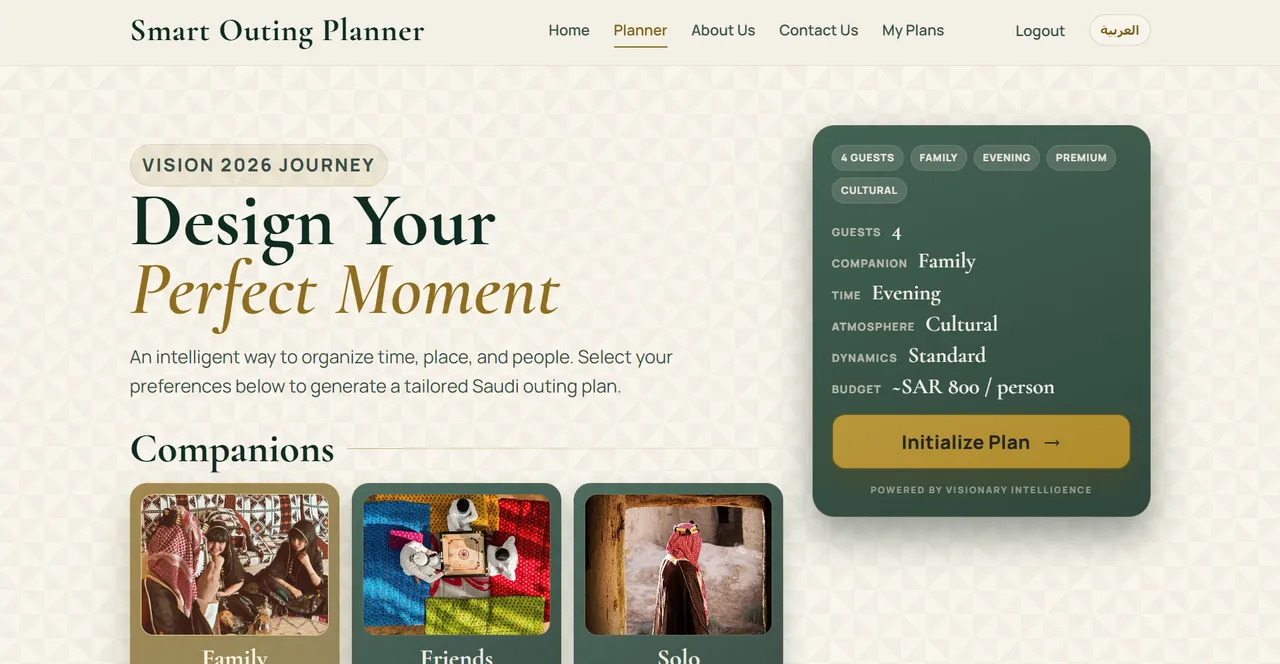 Smart Outing Planner
Home Planner About Us Contact Us My Plans Logout العربية
VISION 2026 JOURNEY
Design Your
Perfect Moment
An intelligent way to organize time, place, and people. Select your
preferences below to generate a tailored Saudi outing plan.
Companions
Family
Friends
Solo
4 GUESTS FAMILY EVENING PREMIUM
CULTURAL
GUESTS 4
COMPANION Family
TIME Evening
ATMOSPHERE Cultural
DYNAMICS Standard
BUDGET ~SAR 800 / person
Initialize Plan →
POWERED BY VISIONARY INTELLIGENCE